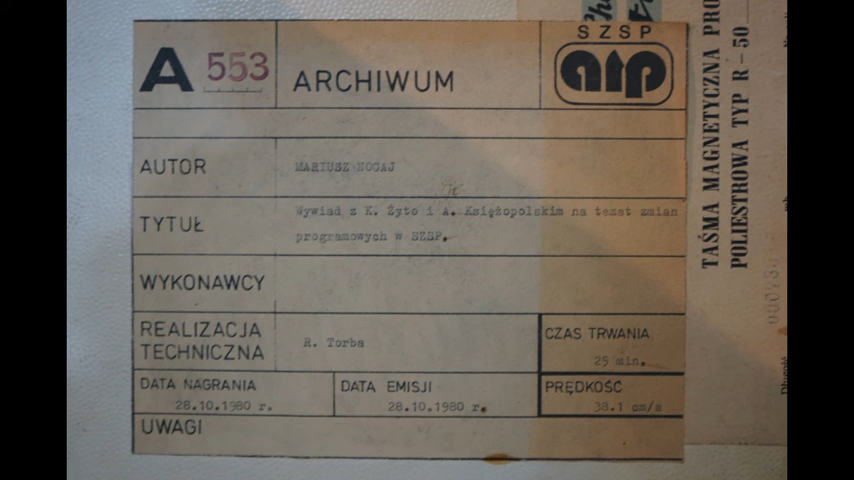 A 553
ARCHIWUM
SZSP
arp
AUTOR
MARIUSZ NOGAJ
TYTUŁ
Wywiad z K. Żyto i A. Księżopolskim na temat zmian
programowych w SZSP.
WYKONAWCY
REALIZACJA
TECHNICZNA
R. Torba
CZAS TRWANIA
25 min.
DATA NAGRANIA
28.10.1980 r.
DATA EMISJI
28.10.1980 r.
PRĘDKOŚĆ
38.1 cm/s
UWAGI
TAŚMA MAGNETYCZNA
POLIESTROWA TYP R-50
Długość